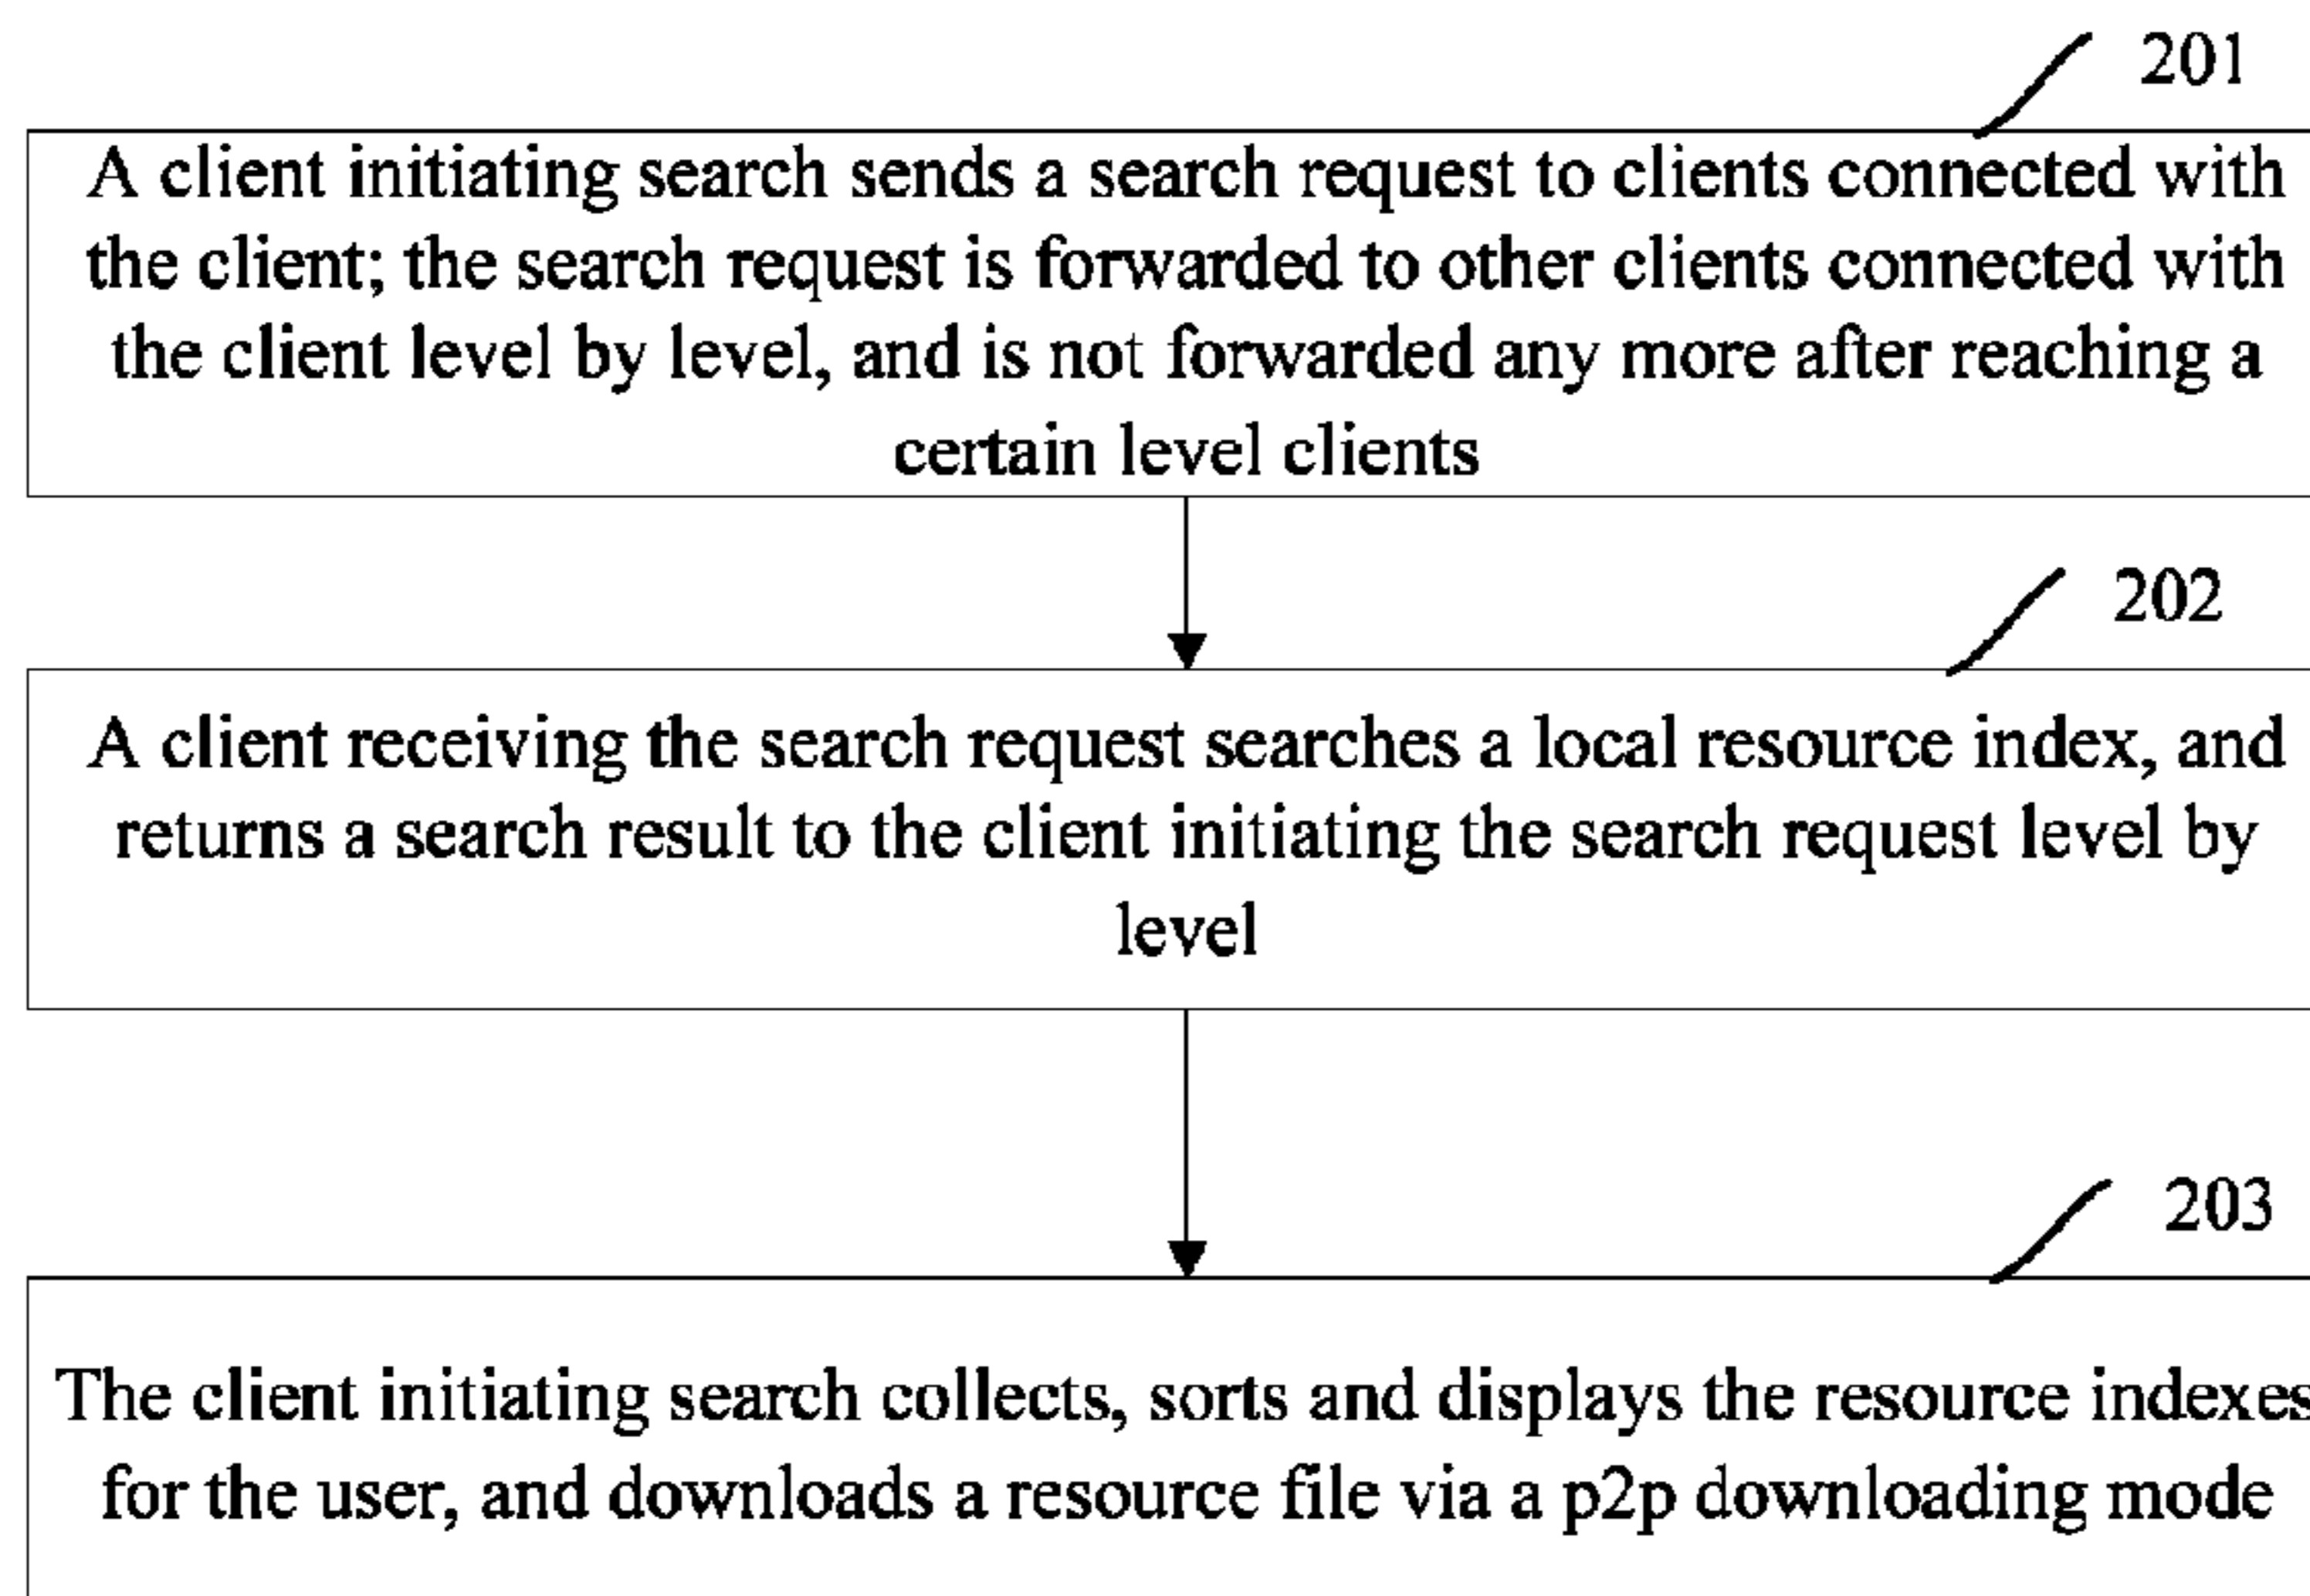 201
A client initiating search sends a search request to clients connected with
the client; the search request is forwarded to other clients connected with
the client level by level, and is not forwarded any more after reaching a
certain level clients
202
A client receiving the search request searches a local resource index, and
returns a search result to the client initiating the search request level by
level
203
The client initiating search collects, sorts and displays the resource indexes
for the user, and downloads a resource file via a p2p downloading mode